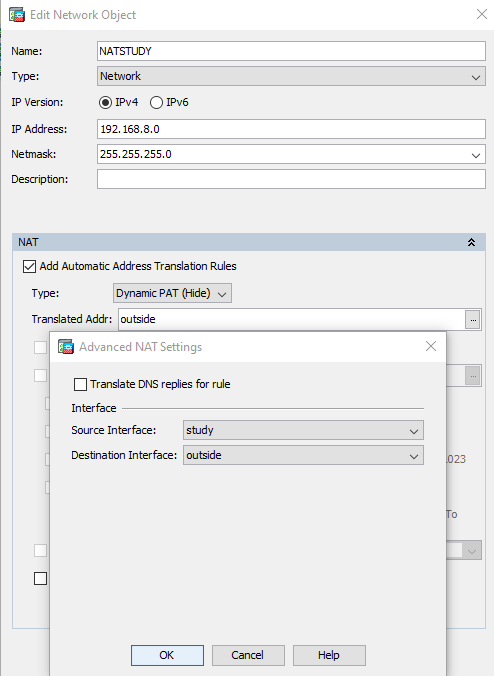 Edit Network Object
Name: NATSTUDY
Type: Network
IP Version: IPv4 IPv6
IP Address: 192.168.8.0
Netmask: 255.255.255.0
Description:
NAT
Add Automatic Address Translation Rules
Type: Dynamic PAT (Hide)
Translated Addr: outside ...
Advanced NAT Settings
Translate DNS replies for rule
...
Interface
Source Interface: study
Destination Interface: outside
To
OK Cancel Help